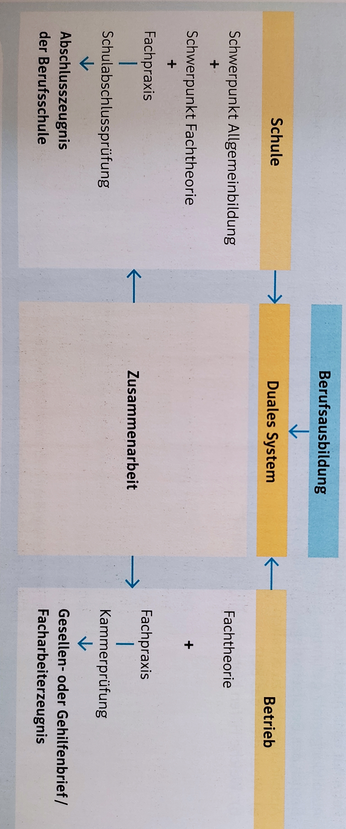 Berufsausbildung
Schule
Duales System
Betrieb
Schwerpunkt Allgemeinbildung
+
Schwerpunkt Fachtheorie
+
Fachpraxis
Schulabschlussprüfung
Abschlusszeugnis
der Berufsschule
Zusammenarbeit
Fachtheorie
+
Fachpraxis
Kammerprüfung
Gesellen- oder Gehilfenbrief /
Facharbeiterzeugnis